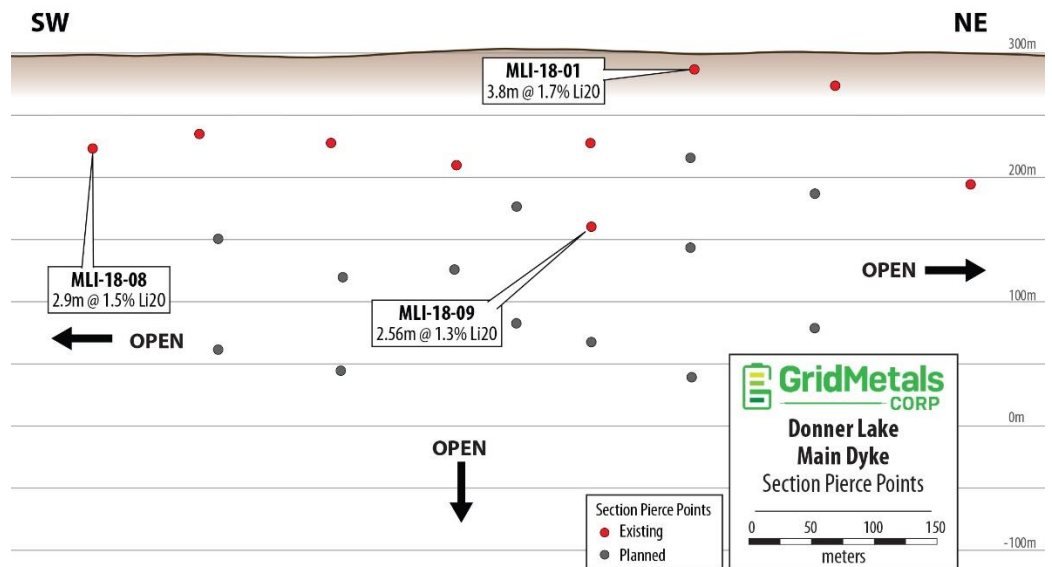 SW
NE
300m
MLI-18-01
3.8m @ 1.7% Li20
200m
MLI-18-08
2.9m @ 1.5% Li20
OPEN
MLI-18-09
2.56m @ 1.3% Li20
100m
OPEN
GridMetals
CORP
Donner Lake
Main Dyke
Section Pierce Points
0m
OPEN
Section Pierce Points
Existing
Planned
0 50 100 150
meters
-100m